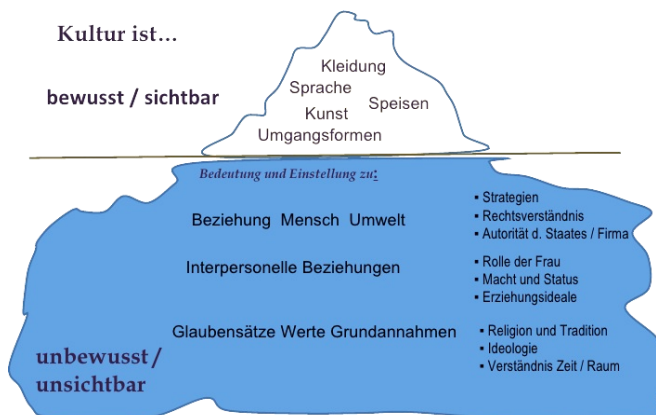 Kultur ist...
Kleidung
Sprache
Speisen
bewusst / sichtbar
Kunst
Umgangsformen
Bedeutung und Einstellung zu:
Beziehung Mensch Umwelt
▪ Strategien
▪ Rechtsverständnis
▪ Autorität d. Staates / Firma
Interpersonelle Beziehungen
▪ Rolle der Frau
▪ Macht und Status
▪ Erziehungsideale
Glaubensätze Werte Grundannahmen
▪ Religion und Tradition
▪ Ideologie
▪ Verständnis Zeit / Raum
unbewusst /
unsichtbar